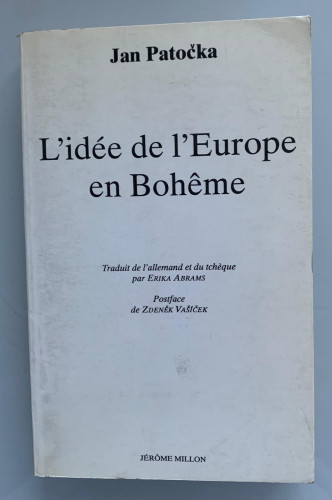 Jan Patočka
L'idée de l'Europe
en Bohême
Traduit de l'allemand et du tchèque
par ERIKA ABRAMS
Postface
de ZDENĚK VAŠÍČEK
JÉRÔME MILLON